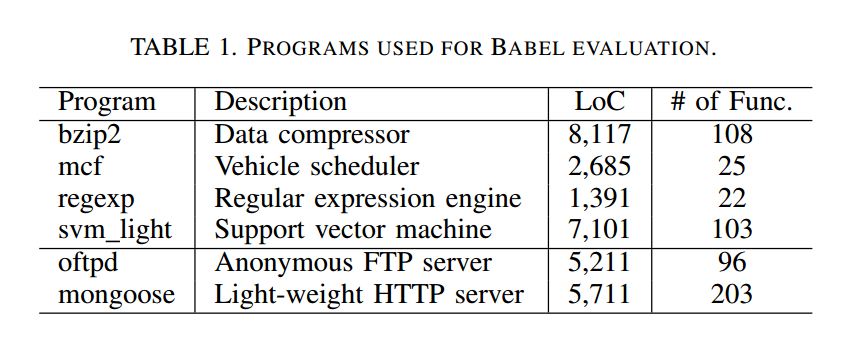 TABLE 1. PROGRAMS USED FOR BABEL EVALUATION.
Program Description LoC # of Func.
bzip2 Data compressor 8,117 108
mcf Vehicle scheduler 2,685 25
regexp Regular expression engine 1,391 22
svm_light Support vector machine 7,101 103
oftpd Anonymous FTP server 5,211 96
mongoose Light-weight HTTP server 5,711 203